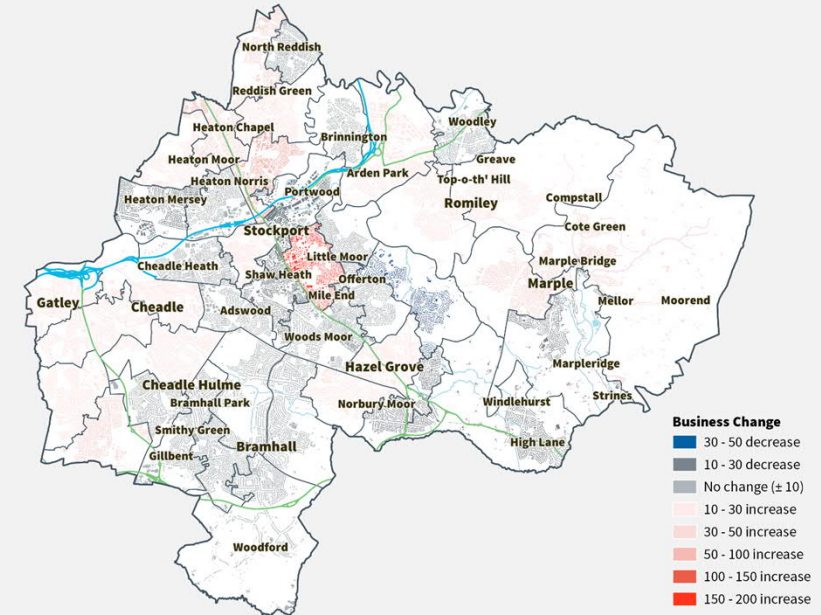 North Reddish
Reddish Green
Heaton Chapel
Woodley
Brinnington
Heaton Moor
Greave
Arden Park
Heaton Norris
Top-o-th' Hill
Portwood
Heaton Mersey
Romiley
Compstall
Cote Green
Stockport
Little Moor
Marple Bridge
Cheadle Heath
Shaw Heath
Offerton
Marple
Mile End
Gatley
Cheadle
Adswood
Mellor
Moorend
Woods Moor
Hazel Grove
Marpleridge
Cheadle Hulme
Bramhall Park
Norbury Moor
Windlehurst
Strines
Smithy Green
Bramhall
High Lane
Gillbent
Woodford
Business Change
30 - 50 decrease
10 - 30 decrease
No change (± 10)
10 - 30 increase
30 - 50 increase
50 - 100 increase
100 - 150 increase
150 - 200 increase